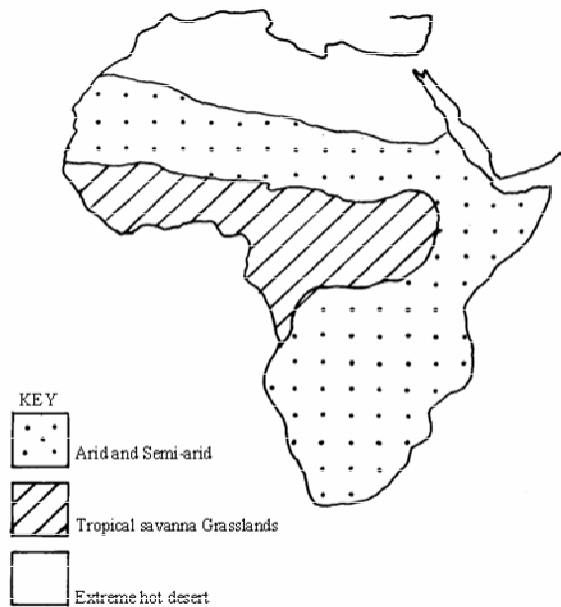 KEY
Arid and Semi-arid
Tropical savanna Grasslands
Extreme hot desert